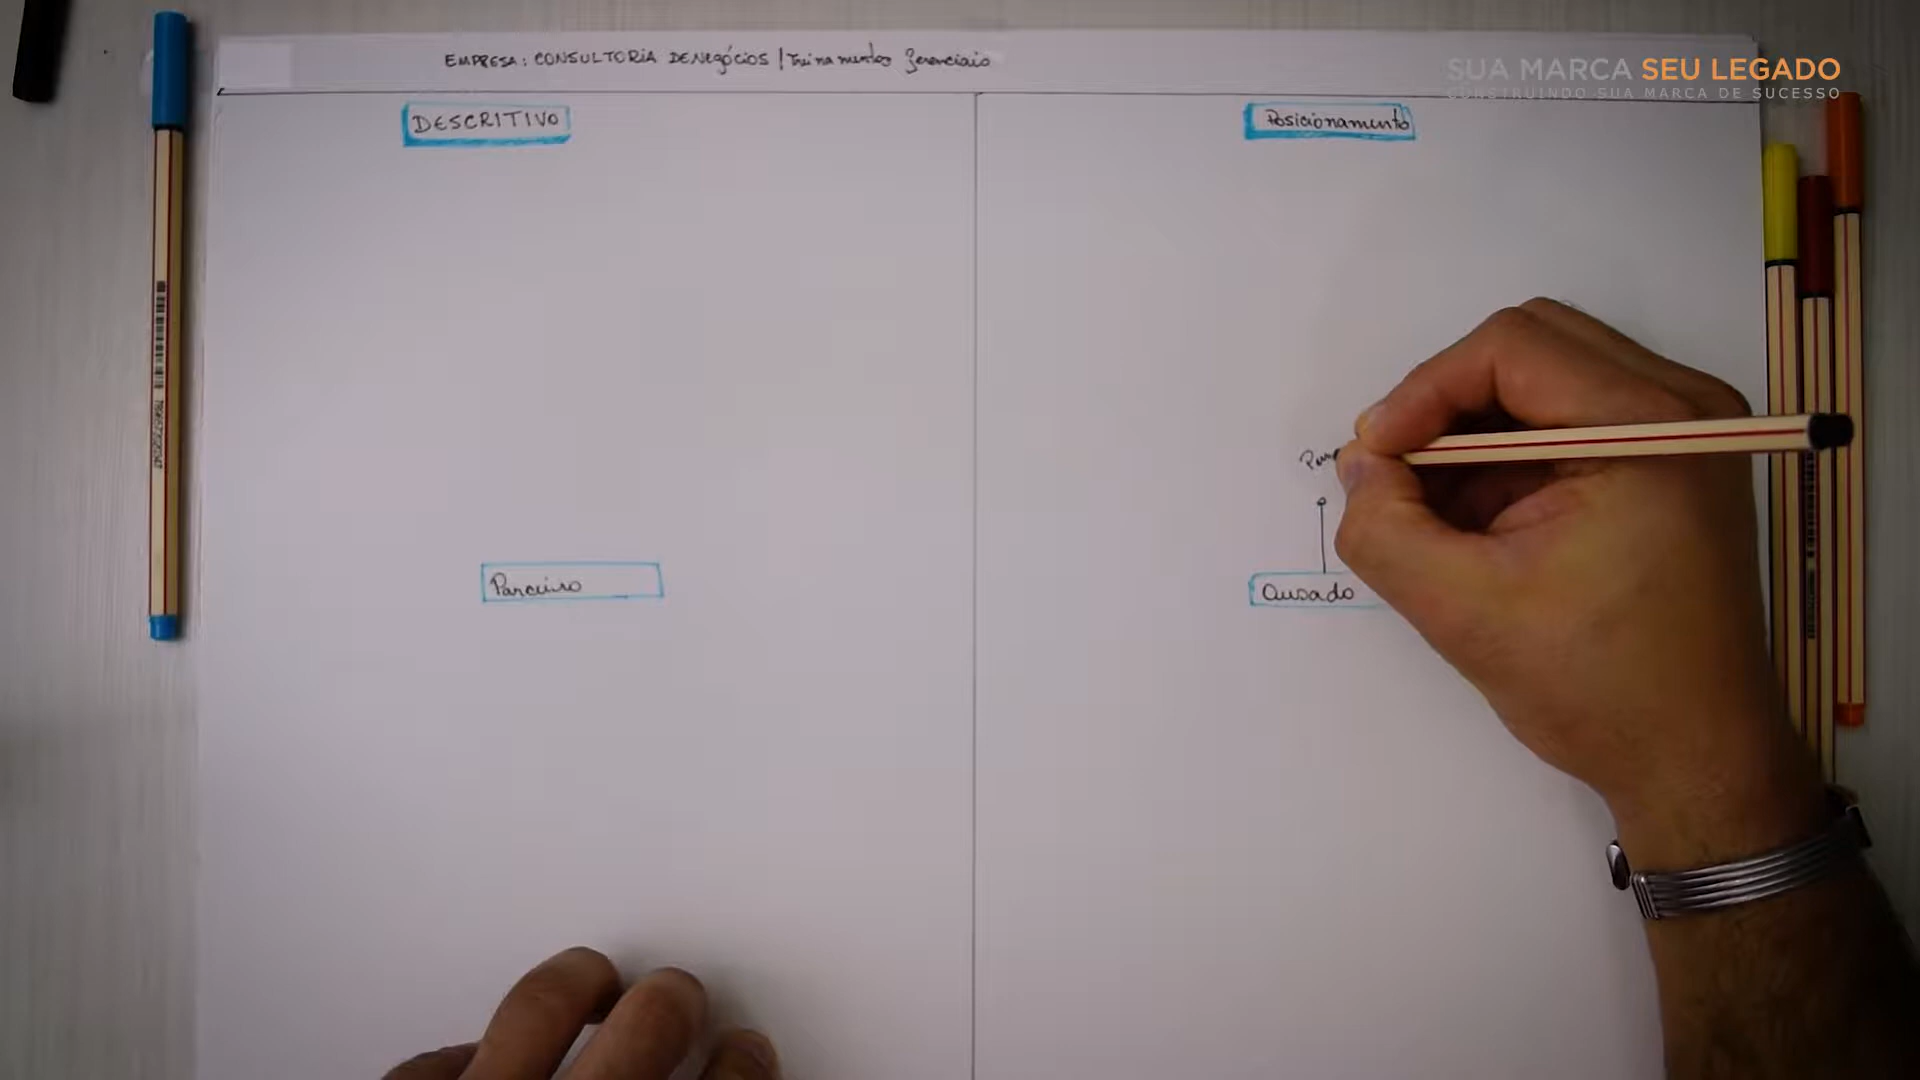 EMPRESA: CONSULTORIA DE NEGÓCIOS | Treinamentos Gerenciais
SUA MARCA SEU LEGADO
CONSTRUINDO SUA MARCA DE SUCESSO
DESCRITIVO
Posicionamento
Parceiro
Ousado